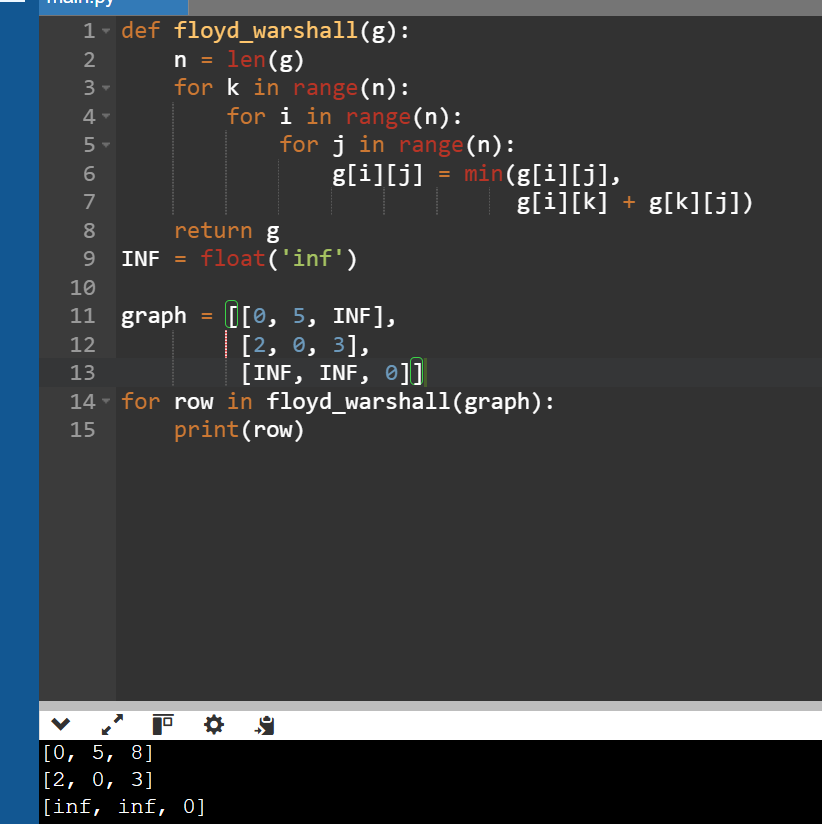 main.py
1 def floyd_warshall(g):
2     n = len(g)
3     for k in range(n):
4         for i in range(n):
5             for j in range(n):
6                 g[i][j] = min(g[i][j],
7                               g[i][k] + g[k][j])
8     return g
9 INF = float('inf')
10
11 graph = [[0, 5, INF],
12          [2, 0, 3],
13          [INF, INF, 0]]
14 for row in floyd_warshall(graph):
15     print(row)
[0, 5, 8]
[2, 0, 3]
[inf, inf, 0]